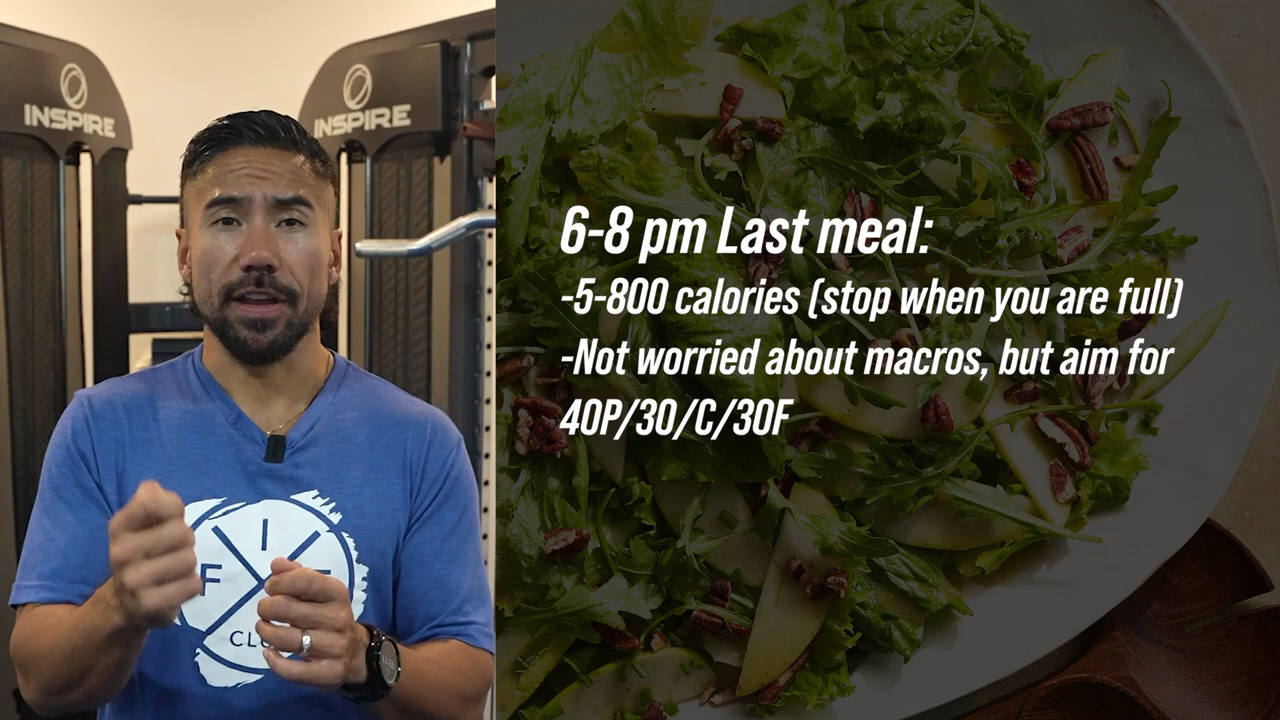 INSPIRE
INSPIRE
6-8 pm Last meal:
-5-800 calories (stop when you are full)
-Not worried about macros, but aim for
40P/30/C/30F
F I
CL